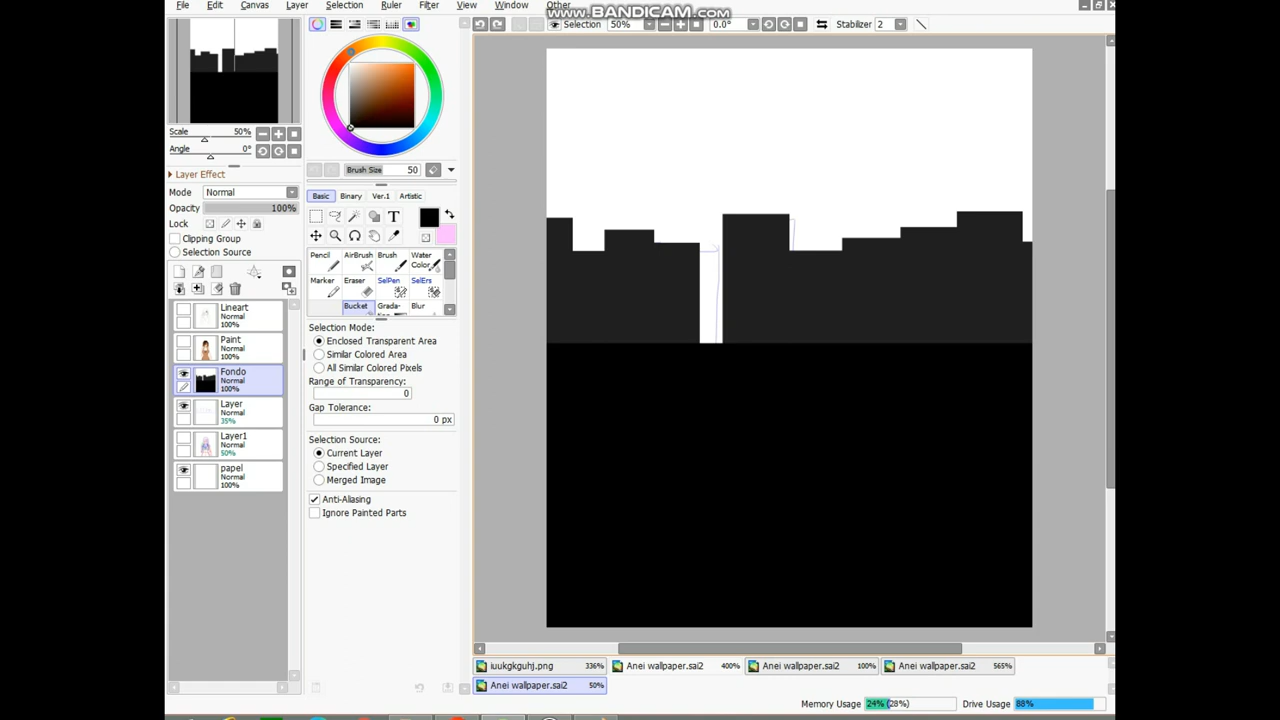 File Edit Canvas Layer Selection Ruler Filter View Window Other
www.BANDICAM.com
Selection 50% 0.0° Stabilizer 2
Scale 50%
Angle 0°
Layer Effect
Mode Normal
Opacity 100%
Lock
Clipping Group
Selection Source
Lineart
Normal
100%
Paint
Normal
100%
Fondo
Normal
100%
Layer
Normal
35%
Layer1
Normal
50%
papel
Normal
100%
Brush Size 50
Basic Binary Ver.1 Artistic
T
Pencil AirBrush Brush Water Color
Marker Eraser SelPen SelErs
Bucket Grada- Blur
Selection Mode:
Enclosed Transparent Area
Similar Colored Area
All Similar Colored Pixels
Range of Transparency:
0
Gap Tolerance:
0 px
Selection Source:
Current Layer
Specified Layer
Merged Image
Anti-Aliasing
Ignore Painted Parts
iuukgkguhj.png 336% Anei wallpaper.sai2 400% Anei wallpaper.sai2 100% Anei wallpaper.sai2 565%
Anei wallpaper.sai2 50%
Memory Usage 24% (28%) Drive Usage 88%